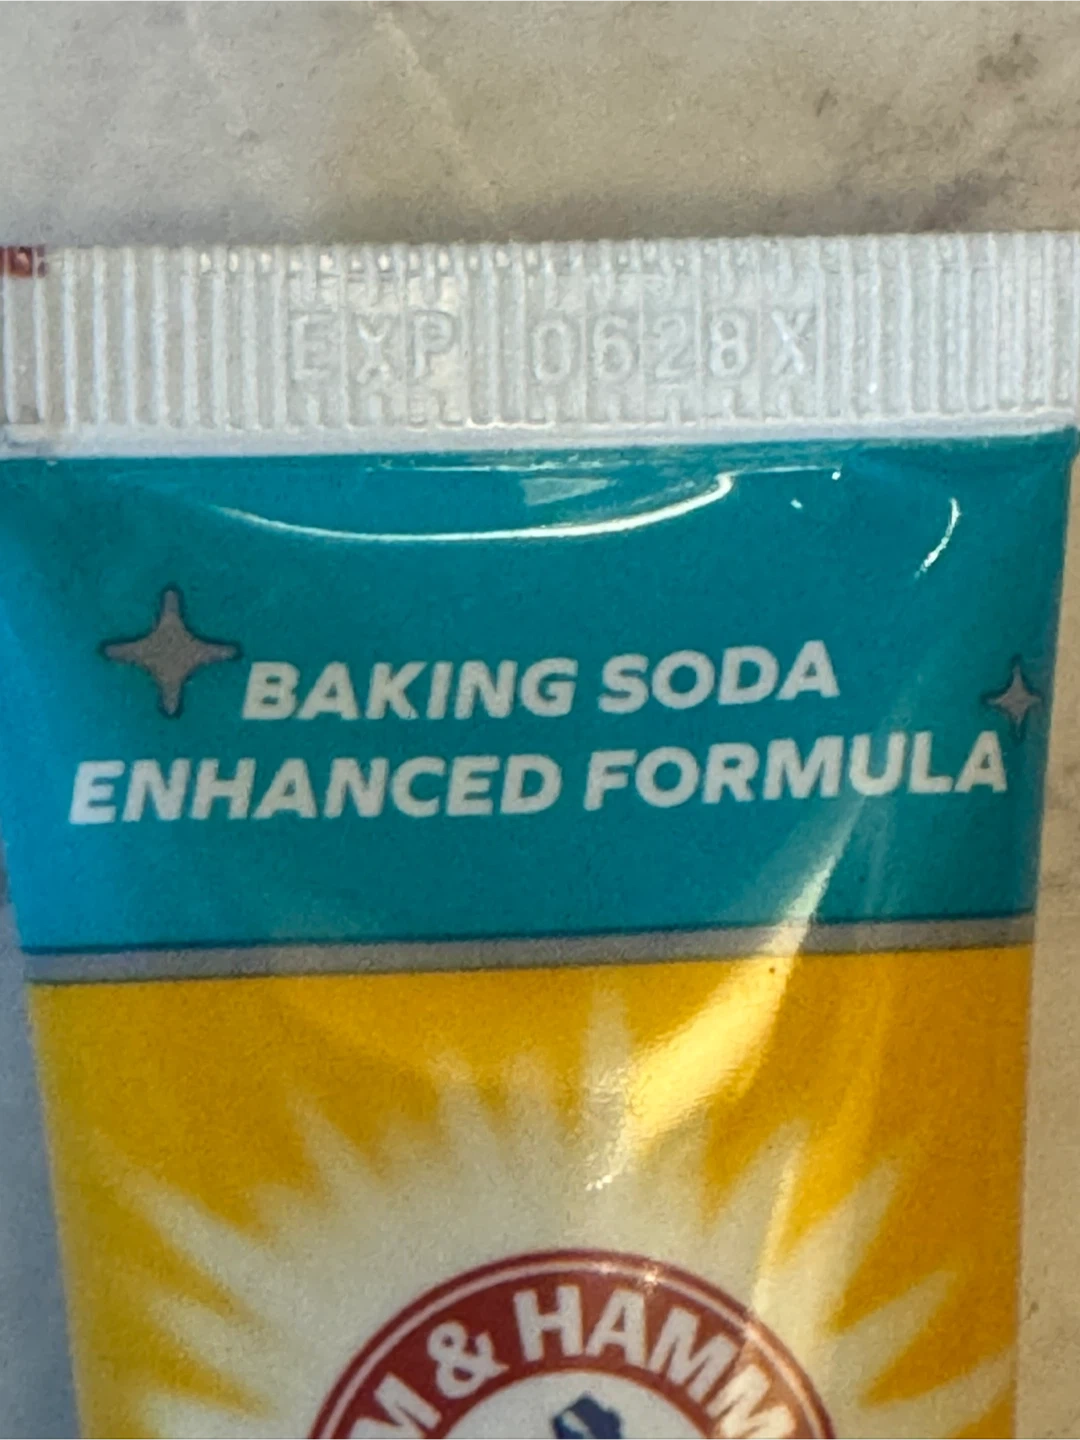 EXP 0628X
BAKING SODA
ENHANCED FORMULA
M & HAMM